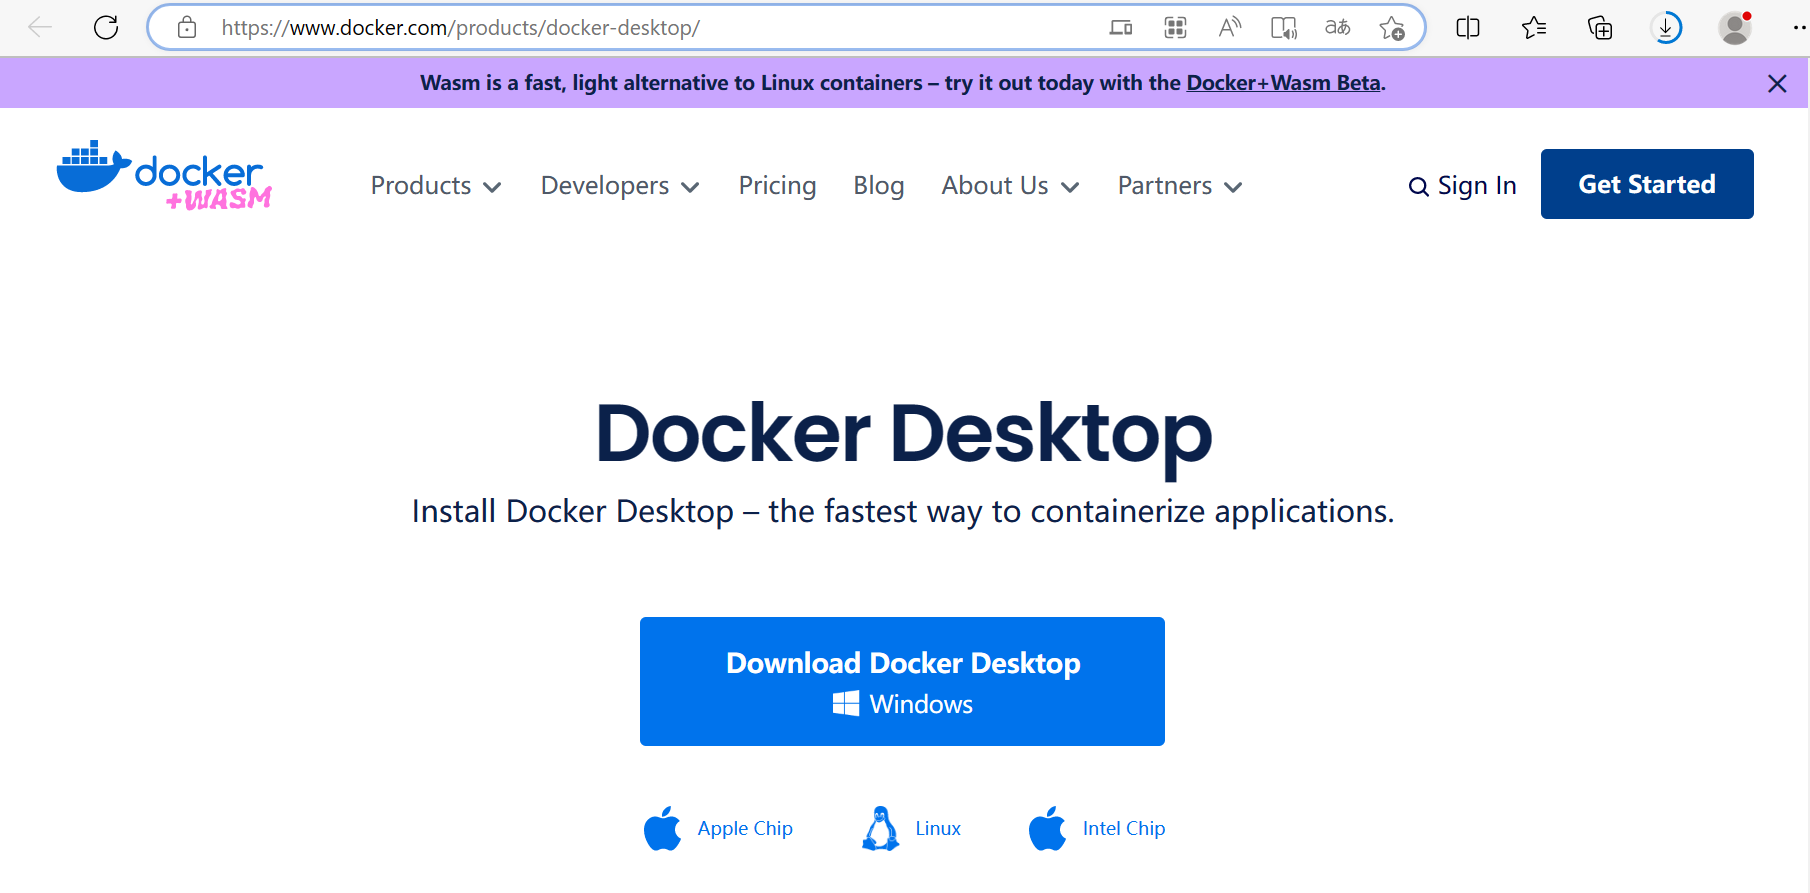 https://www.docker.com/products/docker-desktop/
Wasm is a fast, light alternative to Linux containers – try it out today with the Docker+Wasm Beta.
docker
+WASM
Products
Developers
Pricing
Blog
About Us
Partners
Sign In
Get Started
Docker Desktop
Install Docker Desktop – the fastest way to containerize applications.
Download Docker Desktop
Windows
Apple Chip
Linux
Intel Chip